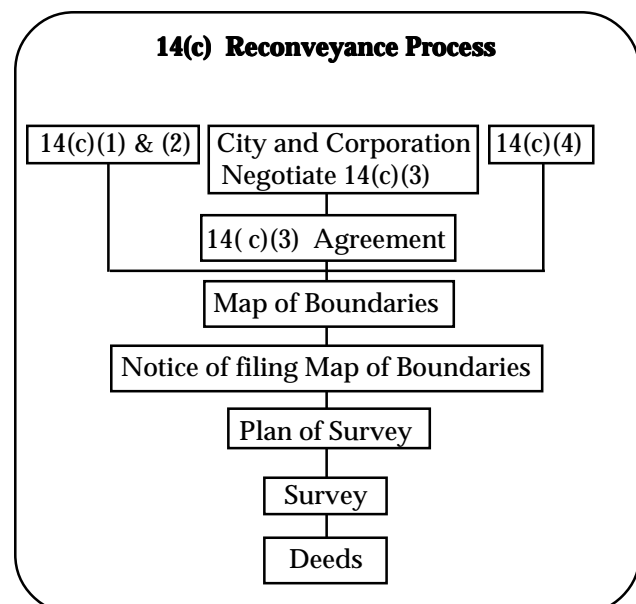 14(c) Reconveyance Process
14(c)(1) & (2)
City and Corporation
Negotiate 14(c)(3)
14(c)(4)
14( c)(3) Agreement
Map of Boundaries
Notice of filing Map of Boundaries
Plan of Survey
Survey
Deeds